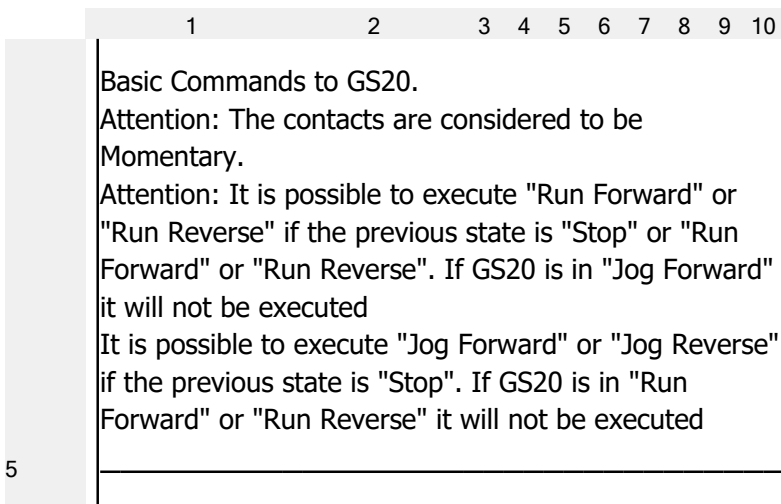 1 2 3 4 5 6 7 8 9 10
Basic Commands to GS20.
Attention: The contacts are considered to be
Momentary.
Attention: It is possible to execute "Run Forward" or
"Run Reverse" if the previous state is "Stop" or "Run
Forward" or "Run Reverse". If GS20 is in "Jog Forward"
it will not be executed
It is possible to execute "Jog Forward" or "Jog Reverse"
if the previous state is "Stop". If GS20 is in "Run
Forward" or "Run Reverse" it will not be executed
5